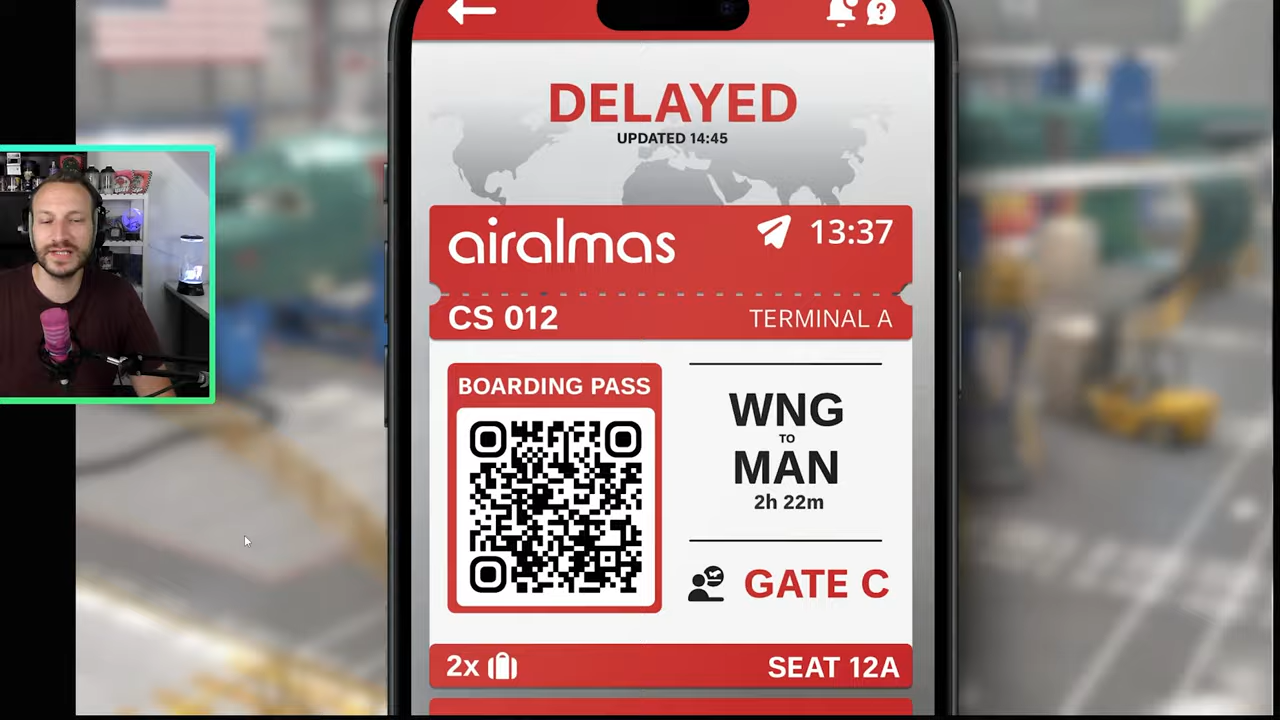 DELAYED
UPDATED 14:45
airalmas
13:37
CS 012
TERMINAL A
BOARDING PASS
WNG
TO
MAN
2h 22m
GATE C
2x
SEAT 12A